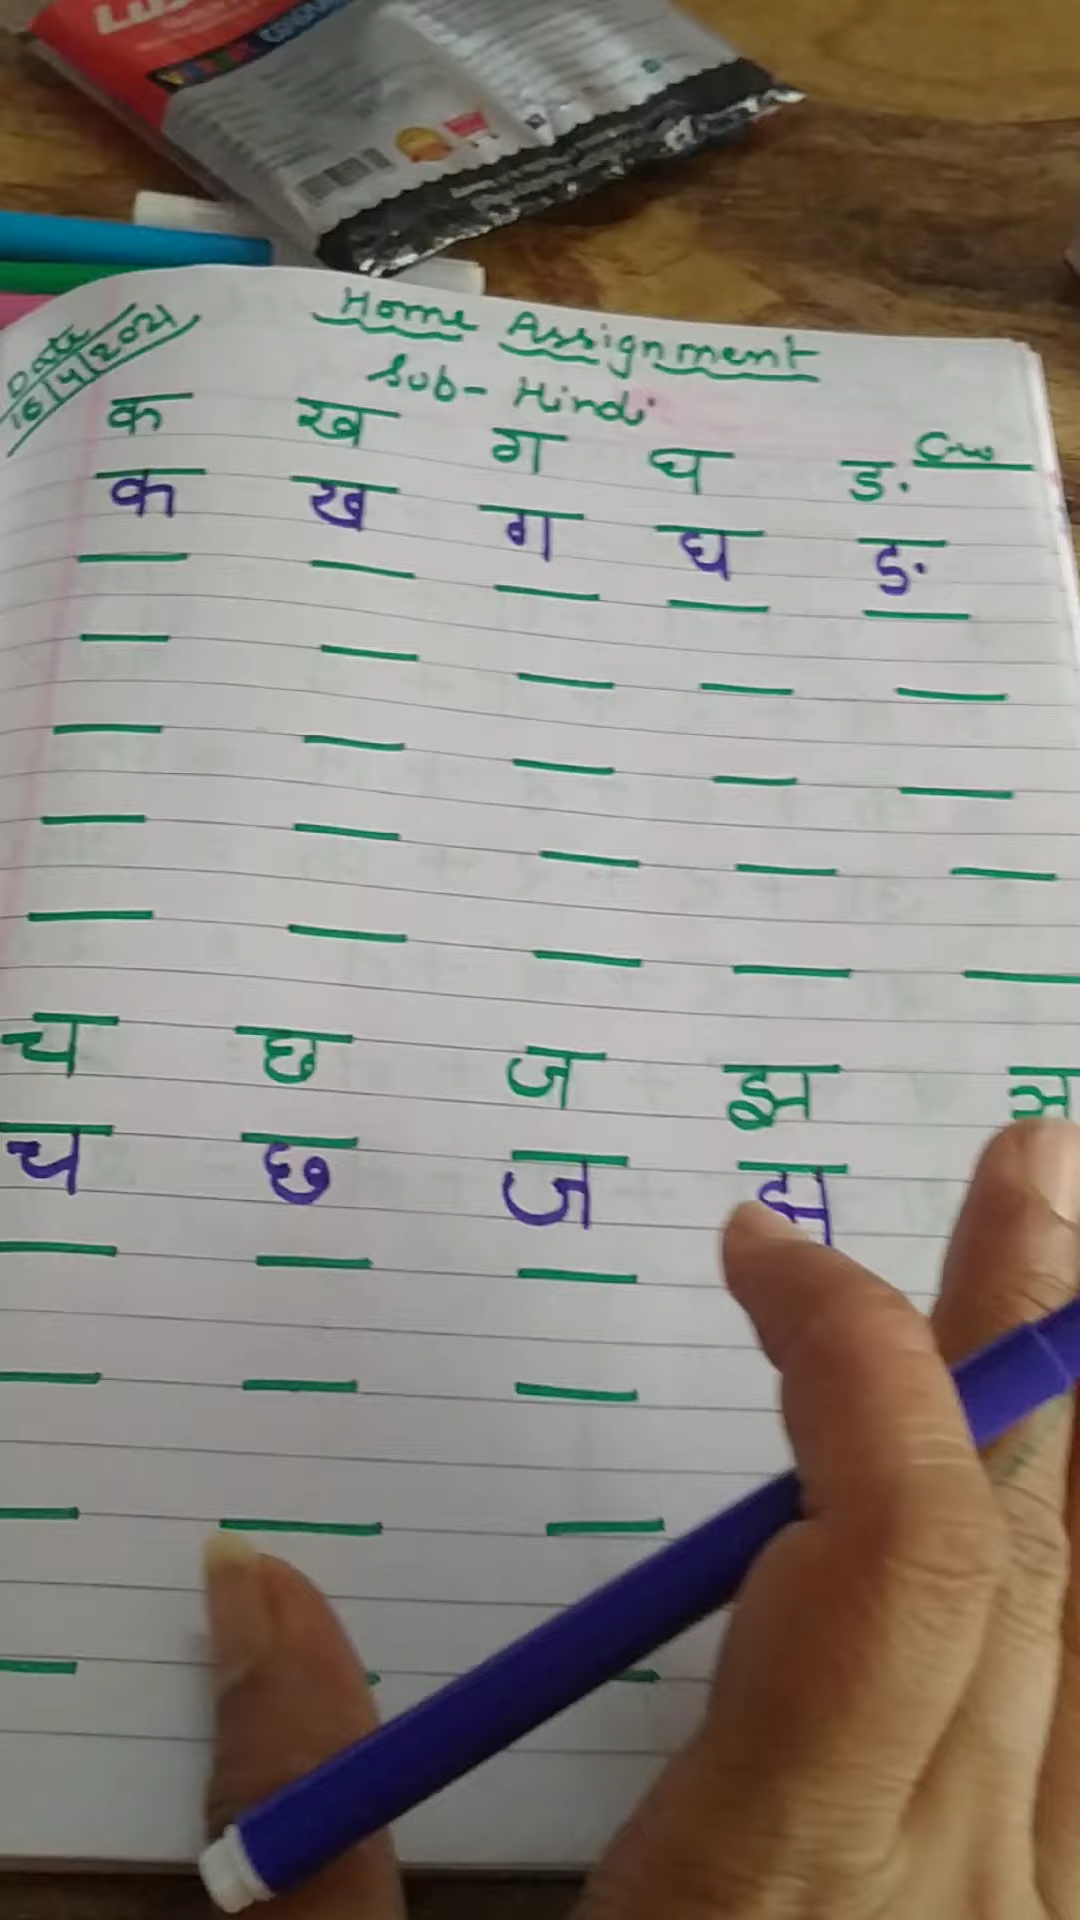 Home Assignment
Date
16/4/2021
Sub- Hindi
Cw
क ख ग घ ङ
क ख ग घ ङ
च छ ज झ ञ
च छ ज झ